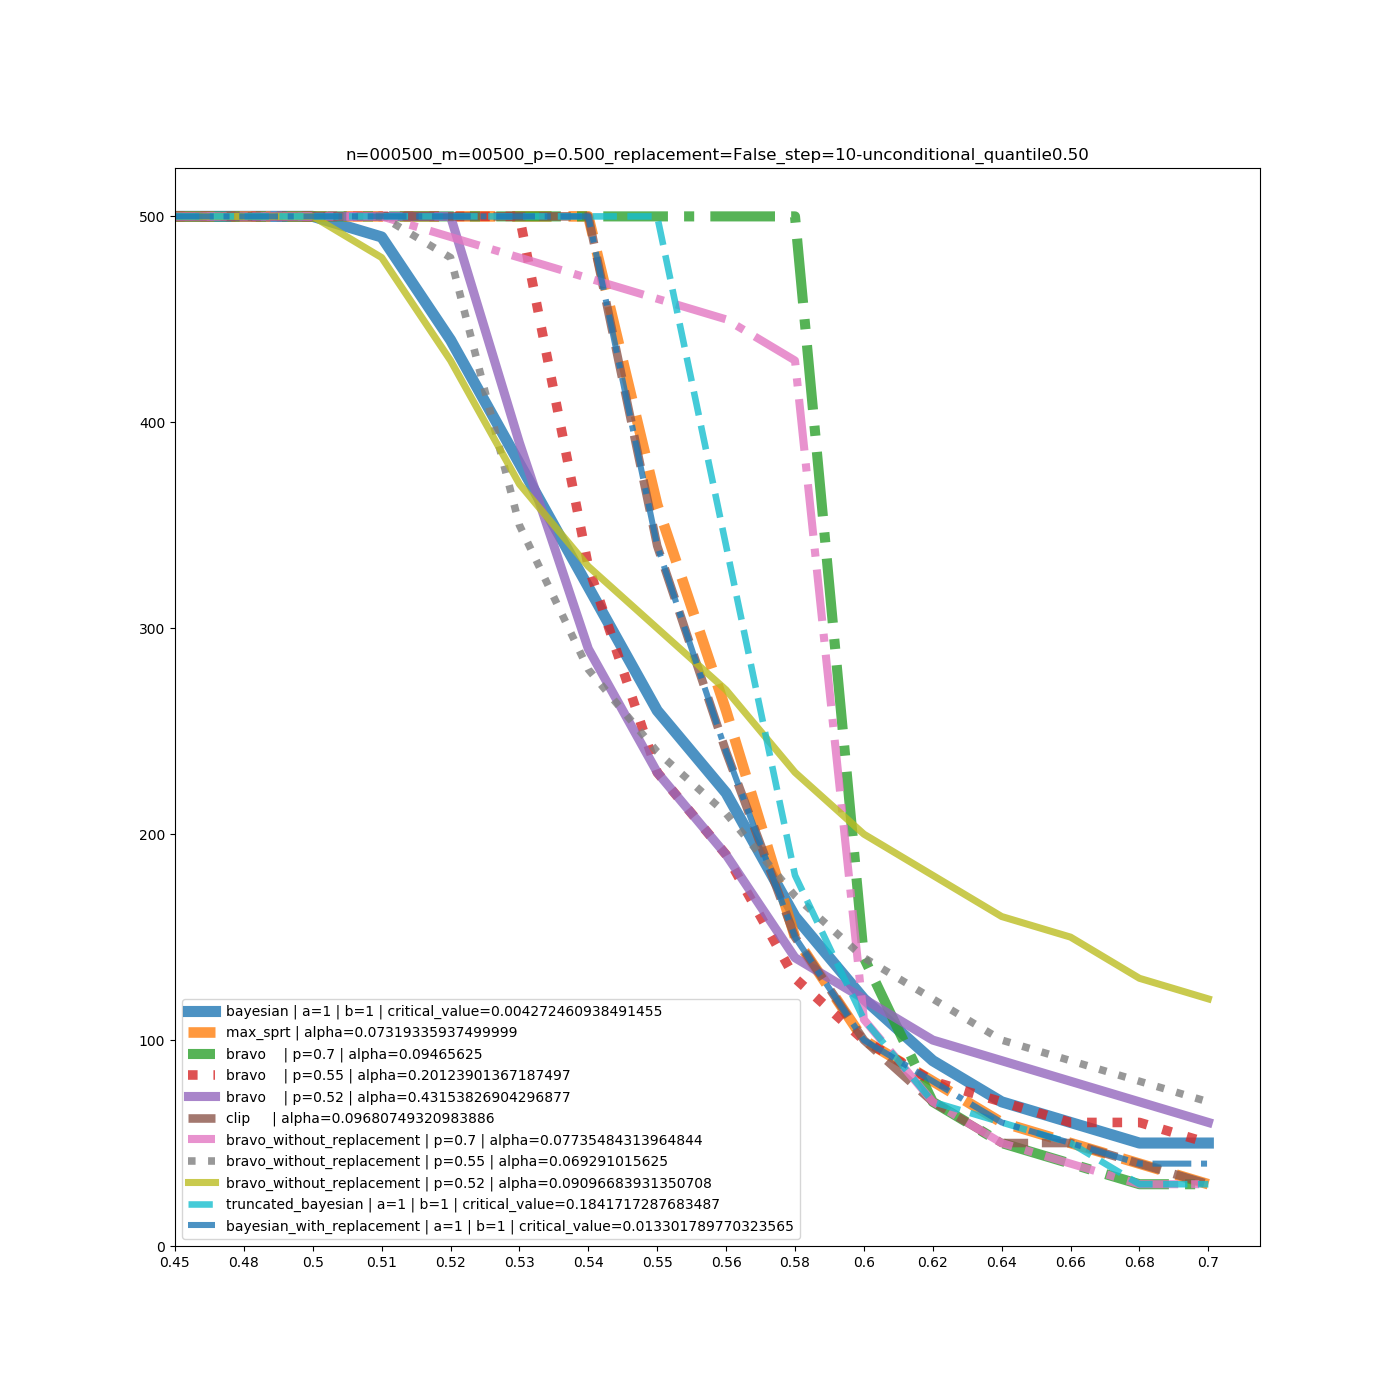 n=000500_m=00500_p=0.500_replacement=False_step=10-unconditional_quantile0.50
500
400
300
200
100
0
bayesian | a=1 | b=1 | critical_value=0.004272460938491455
max_sprt | alpha=0.07319335937499999
bravo    | p=0.7 | alpha=0.09465625
bravo    | p=0.55 | alpha=0.20123901367187497
bravo    | p=0.52 | alpha=0.43153826904296877
clip     | alpha=0.09680749320983886
bravo_without_replacement | p=0.7 | alpha=0.07735484313964844
bravo_without_replacement | p=0.55 | alpha=0.069291015625
bravo_without_replacement | p=0.52 | alpha=0.09096683931350708
truncated_bayesian | a=1 | b=1 | critical_value=0.1841717287683487
bayesian_with_replacement | a=1 | b=1 | critical_value=0.013301789770323565
0.45 0.48 0.5 0.51 0.52 0.53 0.54 0.55 0.56 0.58 0.6 0.62 0.64 0.66 0.68 0.7